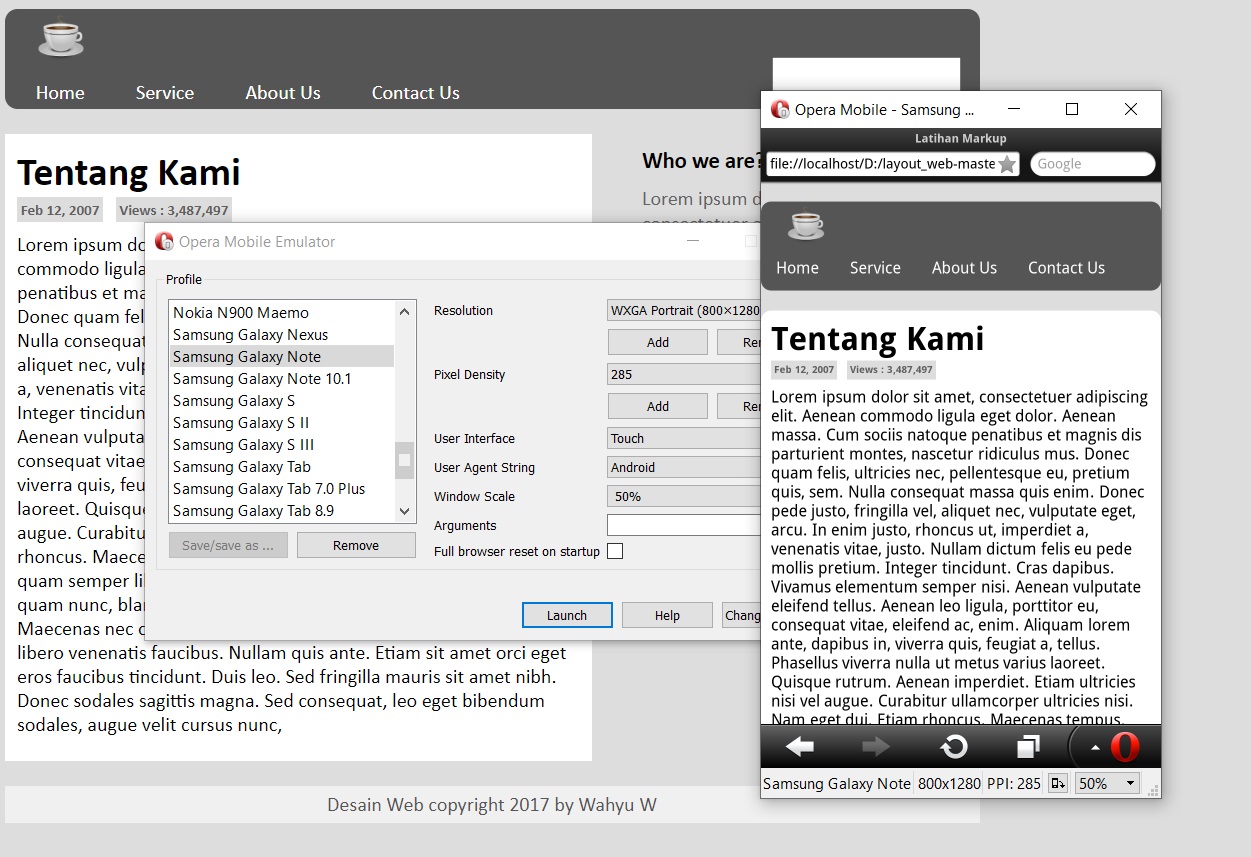 Home Service About Us Contact Us
Tentang Kami
Feb 12, 2007 Views : 3,487,497
Lorem ipsum do
commodo ligula
penatibus et ma
Donec quam fel
Nulla consequat
aliquet nec, vulp
a, venenatis vita
Integer tincidun
Aenean vulputa
consequat vitae
viverra quis, feu
laoreet. Quisque
augue. Curabitu
rhoncus. Maece
quam semper li
quam nunc, blan
Maecenas nec o
libero venenatis faucibus. Nullam quis ante. Etiam sit amet orci eget
eros faucibus tincidunt. Duis leo. Sed fringilla mauris sit amet nibh.
Donec sodales sagittis magna. Sed consequat, leo eget bibendum
sodales, augue velit cursus nunc,
Who we are?
Lorem ipsum d
Desain Web copyright 2017 by Wahyu W
Opera Mobile Emulator
Profile
Nokia N900 Maemo
Samsung Galaxy Nexus
Samsung Galaxy Note
Samsung Galaxy Note 10.1
Samsung Galaxy S
Samsung Galaxy S II
Samsung Galaxy S III
Samsung Galaxy Tab
Samsung Galaxy Tab 7.0 Plus
Samsung Galaxy Tab 8.9
Save/save as ... Remove
Resolution WXGA Portrait (800×1280
Add Rer
Pixel Density 285
Add Rer
User Interface Touch
User Agent String Android
Window Scale 50%
Arguments
Full browser reset on startup
Launch Help Chang
Opera Mobile - Samsung ...
Latihan Markup
file://localhost/D:/layout_web-maste Google
Home Service About Us Contact Us
Tentang Kami
Feb 12, 2007 Views : 3,487,497
Lorem ipsum dolor sit amet, consectetuer adipiscing
elit. Aenean commodo ligula eget dolor. Aenean
massa. Cum sociis natoque penatibus et magnis dis
parturient montes, nascetur ridiculus mus. Donec
quam felis, ultricies nec, pellentesque eu, pretium
quis, sem. Nulla consequat massa quis enim. Donec
pede justo, fringilla vel, aliquet nec, vulputate eget,
arcu. In enim justo, rhoncus ut, imperdiet a,
venenatis vitae, justo. Nullam dictum felis eu pede
mollis pretium. Integer tincidunt. Cras dapibus.
Vivamus elementum semper nisi. Aenean vulputate
eleifend tellus. Aenean leo ligula, porttitor eu,
consequat vitae, eleifend ac, enim. Aliquam lorem
ante, dapibus in, viverra quis, feugiat a, tellus.
Phasellus viverra nulla ut metus varius laoreet.
Quisque rutrum. Aenean imperdiet. Etiam ultricies
nisi vel augue. Curabitur ullamcorper ultricies nisi.
Nam eget dui. Etiam rhoncus. Maecenas tempus,
Samsung Galaxy Note 800x1280 PPI: 285 50%